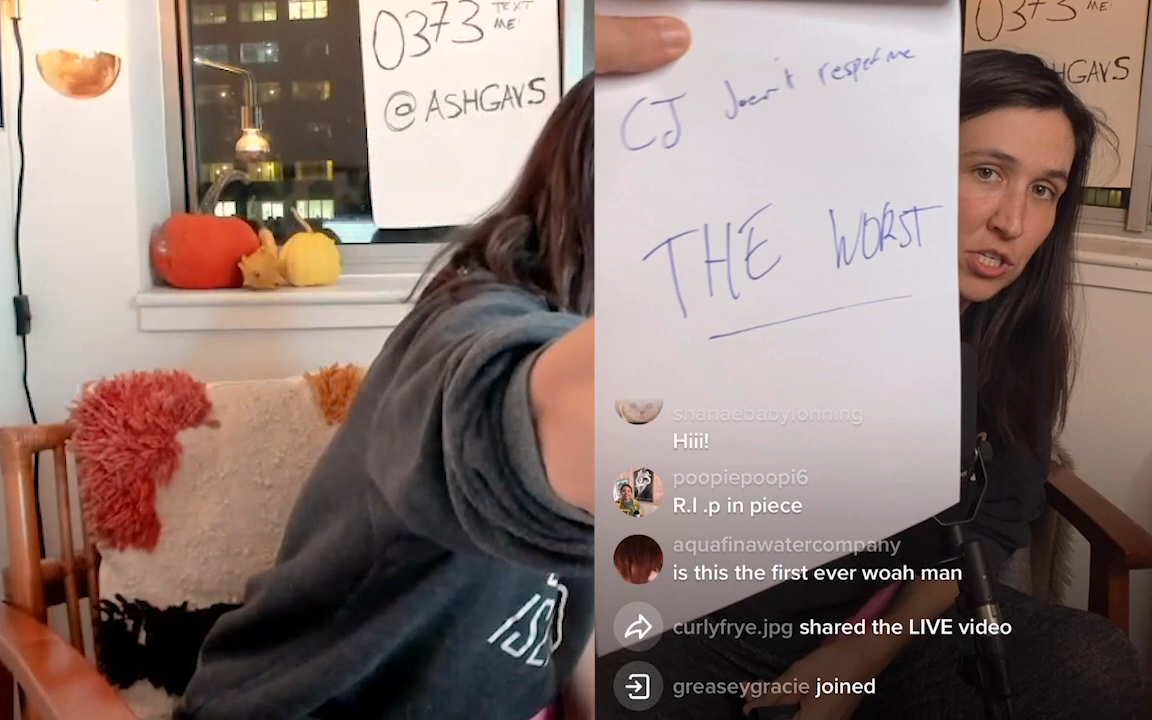 0373 TEXT
ME!
@ASHGAVS
0373 ME!
HGAVS
CJ doesn't respect me
THE WORST
shanaebabylonning
Hiii!
poopiepoopi6
R.I .p in piece
aquafinawatercompany
is this the first ever woah man
curlyfrye.jpg shared the LIVE video
greaseygracie joined